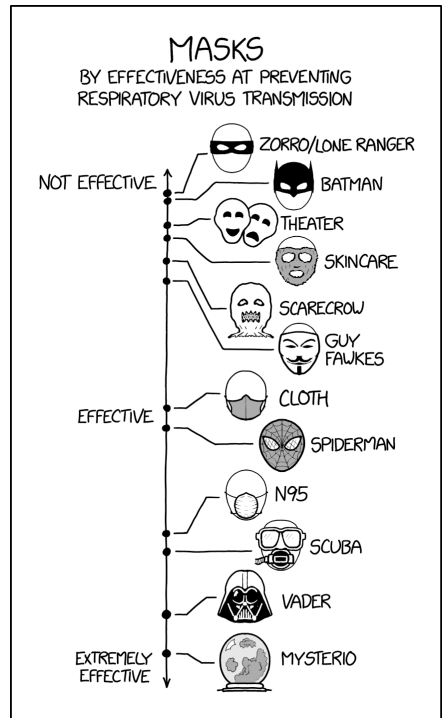 MASKS
BY EFFECTIVENESS AT PREVENTING
RESPIRATORY VIRUS TRANSMISSION
ZORRO/LONE RANGER
NOT EFFECTIVE
BATMAN
THEATER
SKINCARE
SCARECROW
GUY
FAWKES
CLOTH
EFFECTIVE
SPIDERMAN
N95
SCUBA
VADER
MYSTERIO
EXTREMELY
EFFECTIVE